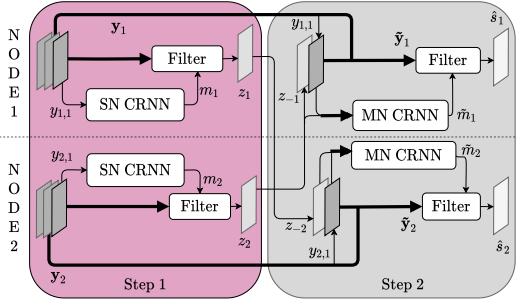 NODE 1
y₁
y₁,₁
SN CRNN
m₁
Filter
z₁
y₁,₁
z₋₁
ỹ₁
MN CRNN
m̃₁
Filter
ŝ₁
NODE 2
y₂,₁
SN CRNN
m₂
Filter
z₂
y₂
z₋₂
y₂,₁
MN CRNN
m̃₂
ỹ₂
Filter
ŝ₂
Step 1
Step 2